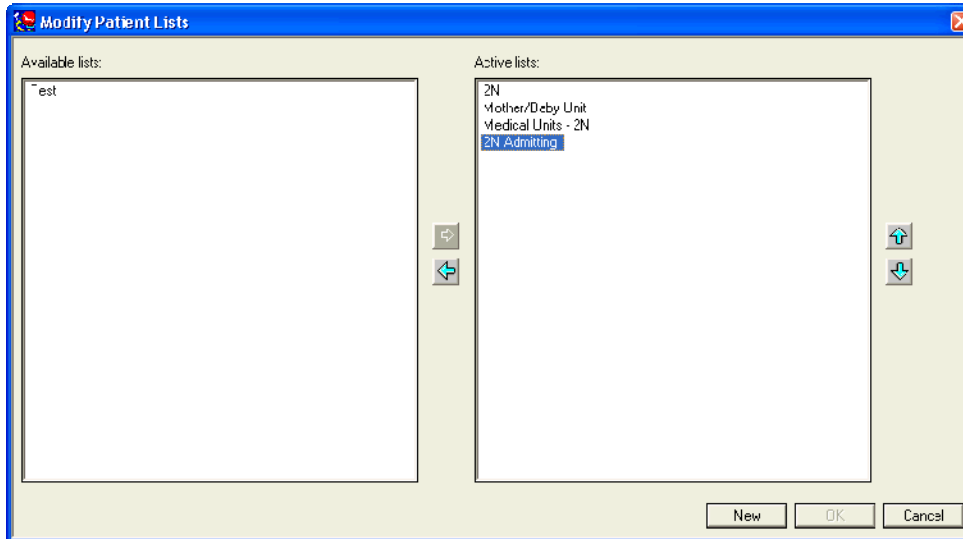 Modify Patient Lists
Available lists:
Active lists:
Test
2N
Mother/Baby Unit
Medical Units - 2N
2N Admitting
New
OK
Cancel